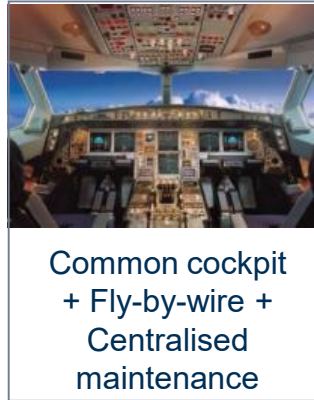 Common cockpit
+ Fly-by-wire +
Centralised
maintenance